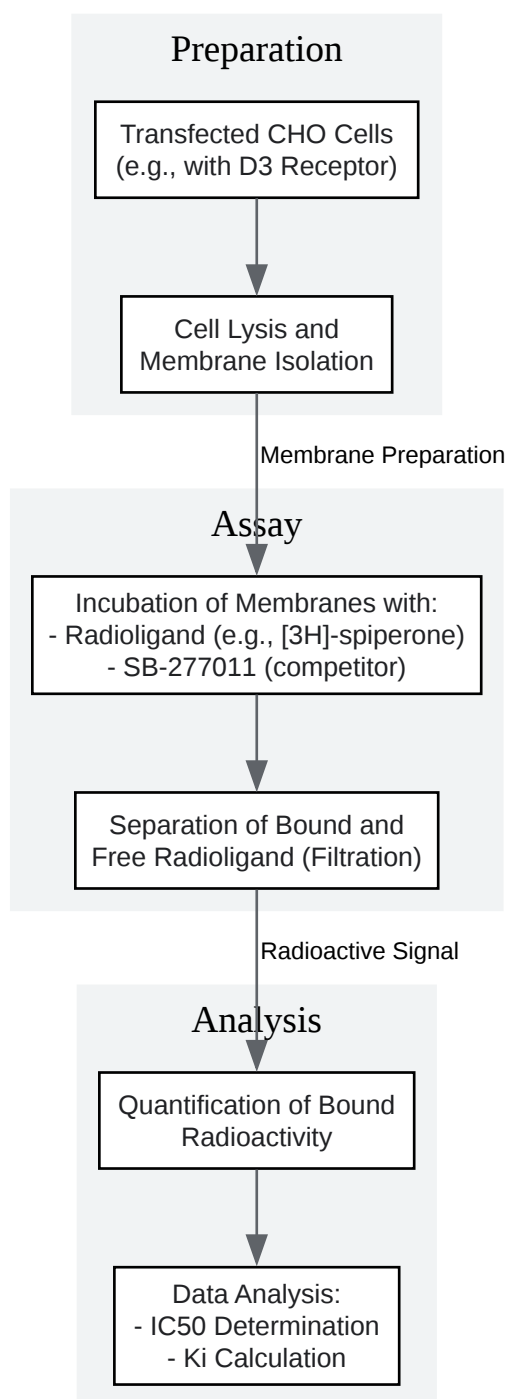 Preparation
Transfected CHO Cells
(e.g., with D3 Receptor)
Cell Lysis and
Membrane Isolation
Membrane Preparation
Assay
Incubation of Membranes with:
- Radioligand (e.g., [3H]-spiperone)
- SB-277011 (competitor)
Separation of Bound and
Free Radioligand (Filtration)
Radioactive Signal
Analysis
Quantification of Bound
Radioactivity
Data Analysis:
- IC50 Determination
- Ki Calculation